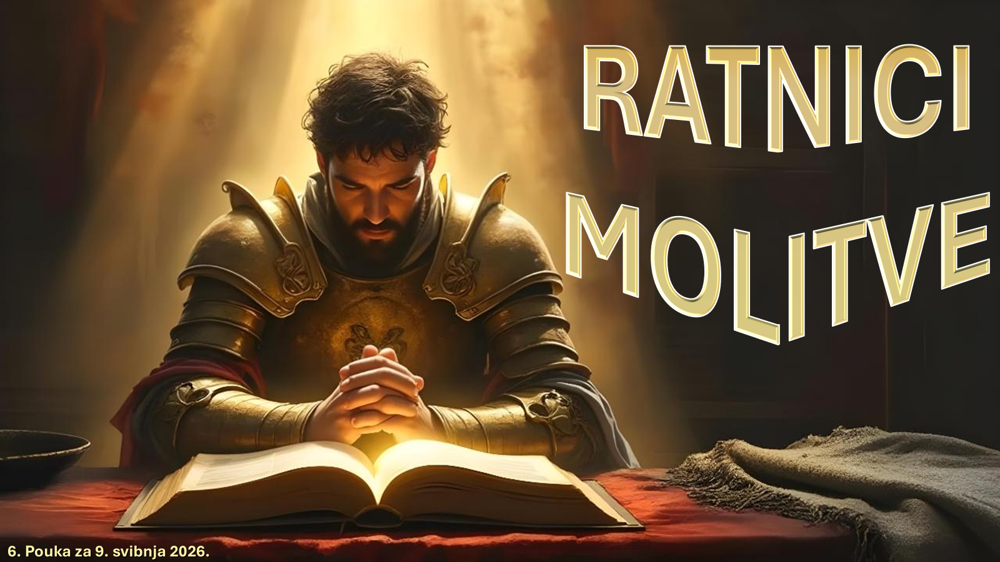 RATNICI
MOLITVE
6. Pouka za 9. svibnja 2026.